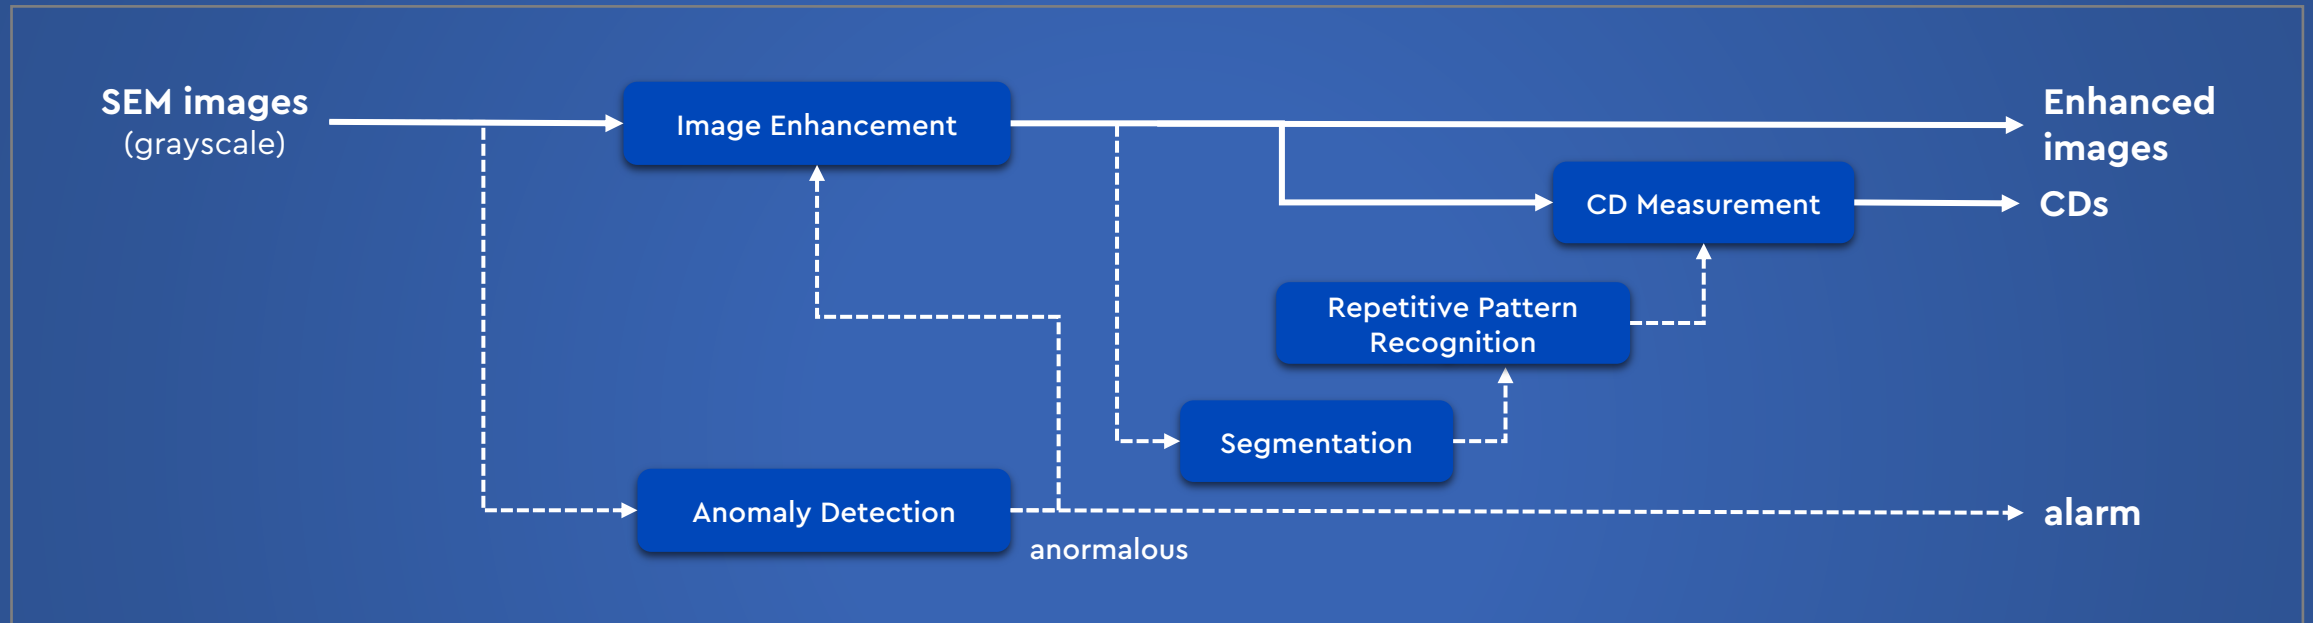 SEM images
(grayscale)
Image Enhancement
Enhanced
images
CD Measurement
CDs
Repetitive Pattern
Recognition
Segmentation
Anomaly Detection
anormalous
alarm